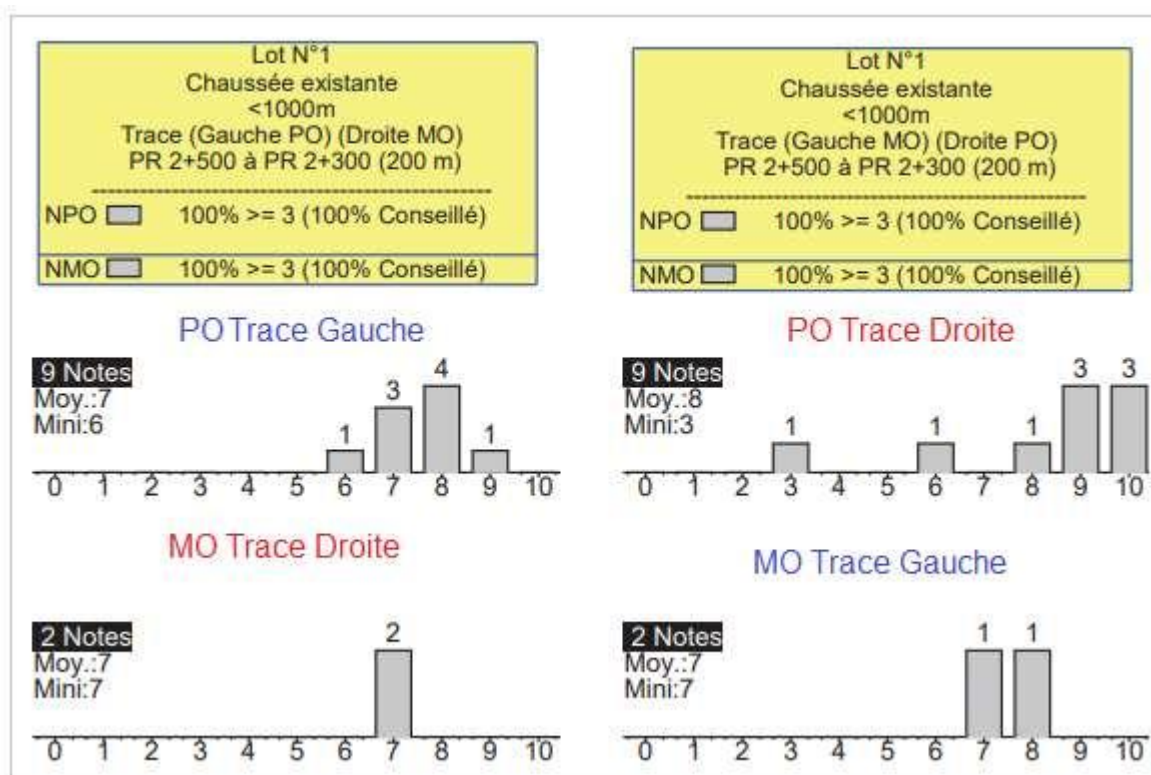 Lot N°1
Chaussée existante
<1000m
Trace (Gauche PO) (Droite MO)
PR 2+500 à PR 2+300 (200 m)
NPO 100% >= 3 (100% Conseillé)
NMO 100% >= 3 (100% Conseillé)
PO Trace Gauche
9 Notes
Moy.:7
Mini:6
1 3 4 1
0 1 2 3 4 5 6 7 8 9 10
MO Trace Droite
2 Notes
Moy.:7
Mini:7
2
0 1 2 3 4 5 6 7 8 9 10
Lot N°1
Chaussée existante
<1000m
Trace (Gauche MO) (Droite PO)
PR 2+500 à PR 2+300 (200 m)
NPO 100% >= 3 (100% Conseillé)
NMO 100% >= 3 (100% Conseillé)
PO Trace Droite
9 Notes
Moy.:8
Mini:3
1 1 1 3 3
0 1 2 3 4 5 6 7 8 9 10
MO Trace Gauche
2 Notes
Moy.:7
Mini:7
1 1
0 1 2 3 4 5 6 7 8 9 10